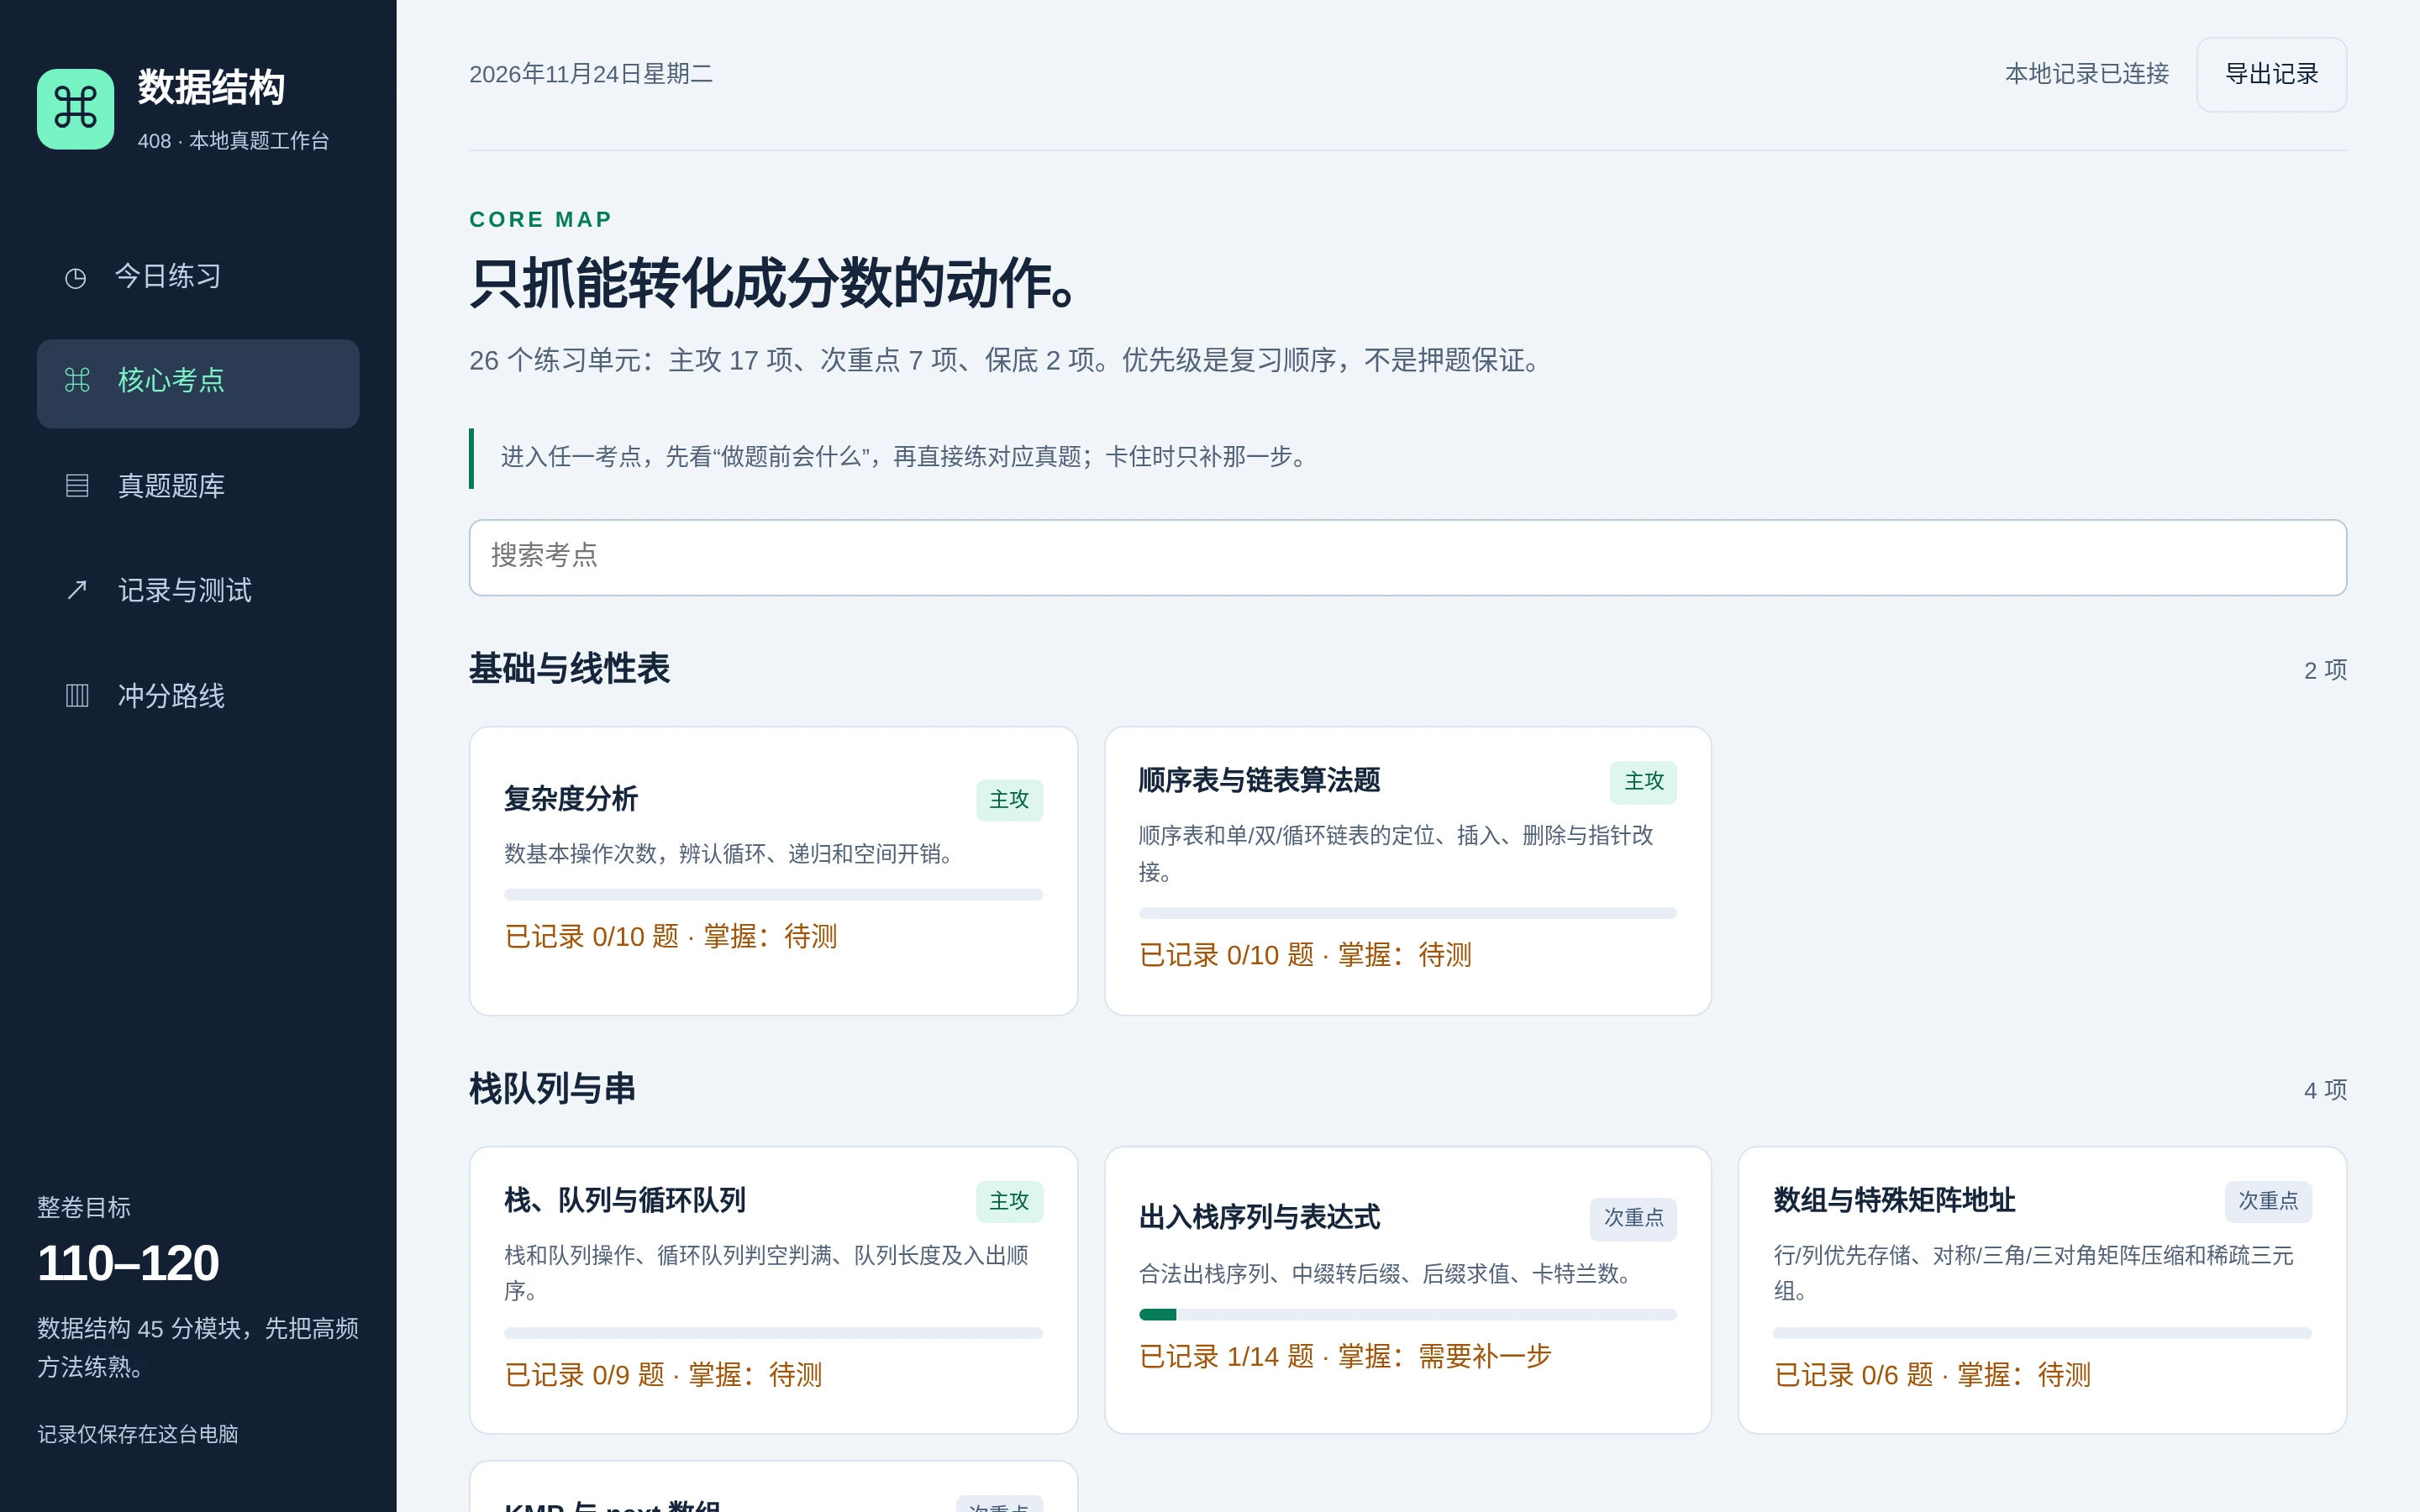 数据结构
408 · 本地真题工作台
今日练习
核心考点
真题题库
记录与测试
冲分路线
整卷目标
110–120
数据结构 45 分模块，先把高频
方法练熟。
记录仅保存在这台电脑
2026年11月24日星期二
本地记录已连接
导出记录
CORE MAP
只抓能转化成分数的动作。
26 个练习单元：主攻 17 项、次重点 7 项、保底 2 项。优先级是复习顺序，不是押题保证。
进入任一考点，先看“做题前会什么”，再直接练对应真题；卡住时只补那一步。
搜索考点
基础与线性表
2 项
复杂度分析
主攻
数基本操作次数，辨认循环、递归和空间开销。
已记录 0/10 题 · 掌握：待测
顺序表与链表算法题
主攻
顺序表和单/双/循环链表的定位、插入、删除与指针改
接。
已记录 0/10 题 · 掌握：待测
栈队列与串
4 项
栈、队列与循环队列
主攻
栈和队列操作、循环队列判空判满、队列长度及入出顺
序。
已记录 0/9 题 · 掌握：待测
出入栈序列与表达式
次重点
合法出栈序列、中缀转后缀、后缀求值、卡特兰数。
已记录 1/14 题 · 掌握：需要补一步
数组与特殊矩阵地址
次重点
行/列优先存储、对称/三角/三对角矩阵压缩和稀疏三元
组。
已记录 0/6 题 · 掌握：待测
KMP 与 next 数组
次重点